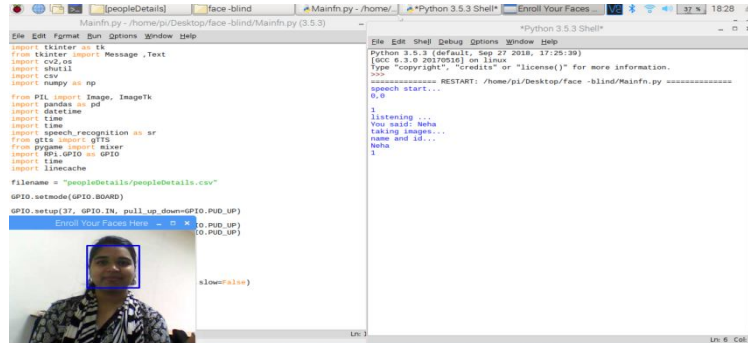 [peopleDetails]
face -blind
Mainfn.py - /home/...
*Python 3.5.3 Shell*
Enroll Your Faces ...
37 %
18:28
Mainfn.py - /home/pi/Desktop/face -blind/Mainfn.py (3.5.3)
File Edit Format Run Options Window Help
import tkinter as tk
from tkinter import Message ,Text
import cv2,os
import shutil
import csv
import numpy as np

from PIL import Image, ImageTk
import pandas as pd
import datetime
import time
import time
import speech_recognition as sr
from gtts import gTTS
from pygame import mixer
import RPi.GPIO as GPIO
import time
import linecache

filename = "peopleDetails/peopleDetails.csv"

GPIO.setmode(GPIO.BOARD)

GPIO.setup(37, GPIO.IN, pull_up_down=GPIO.PUD_UP)
IO.PUD_UP)
IO.PUD_UP)
slow=False)
Enroll Your Faces Here
*Python 3.5.3 Shell*
File Edit Shell Debug Options Window Help
Python 3.5.3 (default, Sep 27 2018, 17:25:39)
[GCC 6.3.0 20170516] on linux
Type "copyright", "credits" or "license()" for more information.
>>>
============== RESTART: /home/pi/Desktop/face -blind/Mainfn.py ==============
speech start...
0,0

1
listening ...
You said: Neha
taking images...
name and id...
Neha
1
Ln: 6 Col: